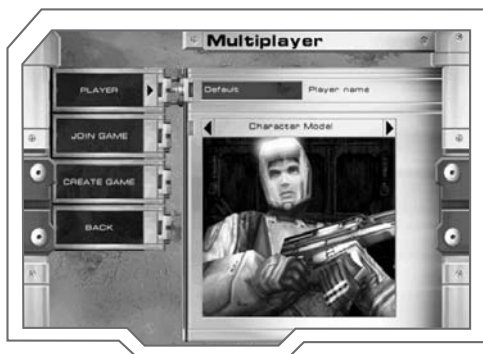 Multiplayer
PLAYER
Default Player name
JOIN GAME
Character Model
CREATE GAME
BACK